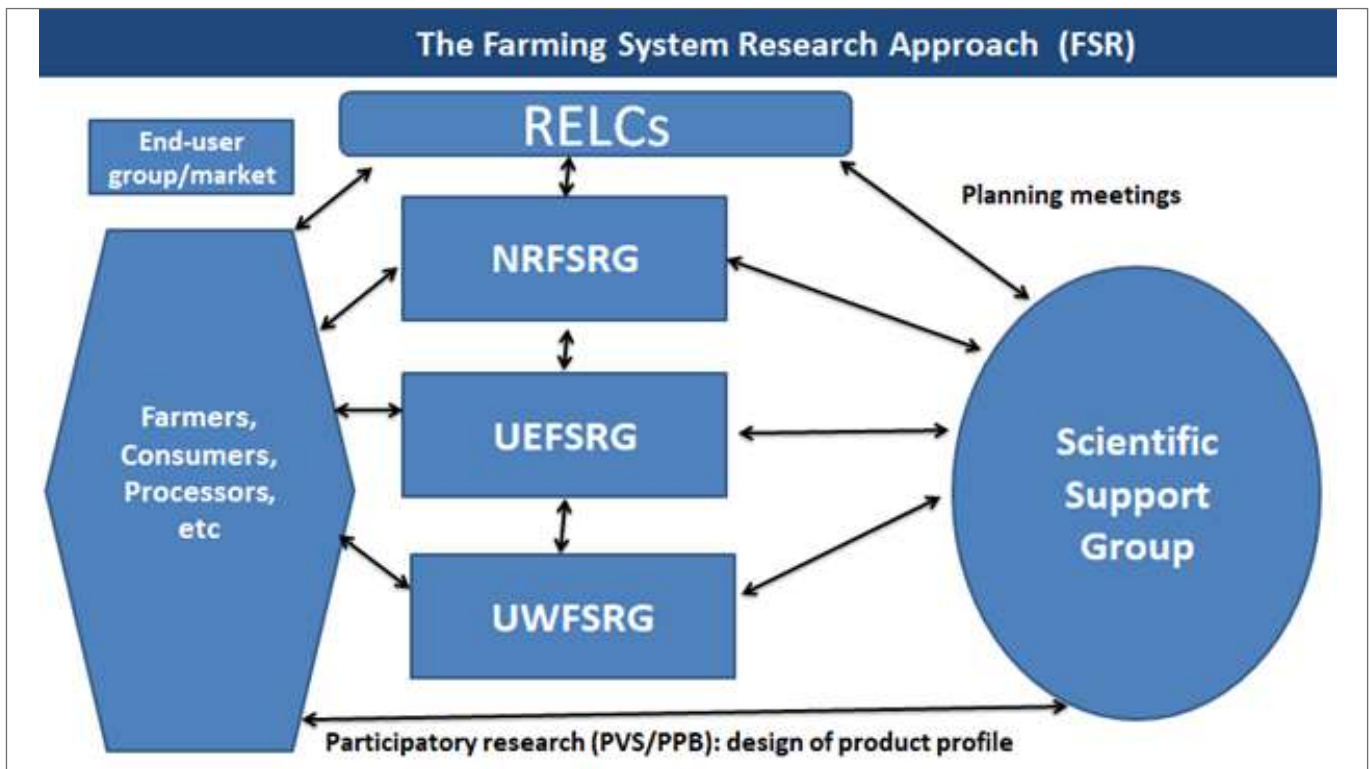 The Farming System Research Approach (FSR)
RELCs
End-user
group/market
Planning meetings
NRFSRG
Farmers,
Consumers,
Processors,
etc
UEFSRG
Scientific
Support
Group
UWFSRG
Participatory research (PVS/PPB): design of product profile